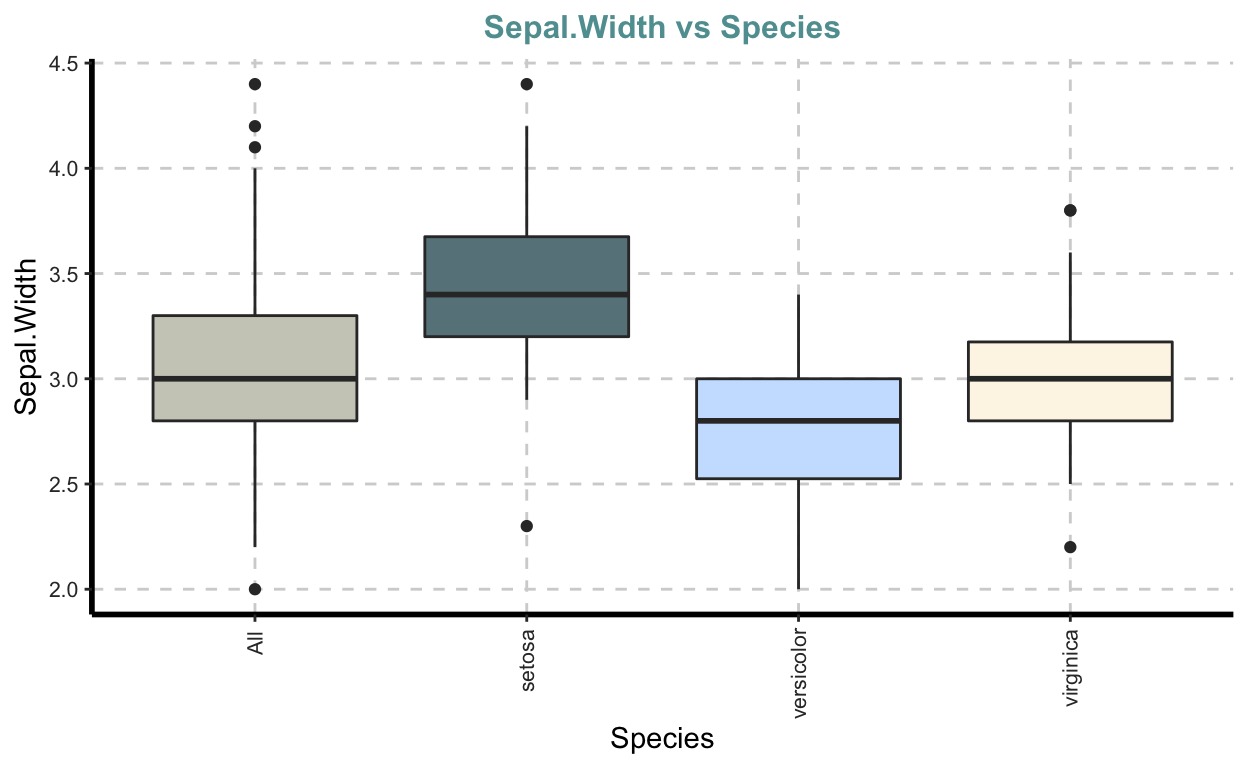 Sepal.Width vs Species
4.5
4.0
3.5
3.0
2.5
2.0
Sepal.Width
All
setosa
versicolor
virginica
Species